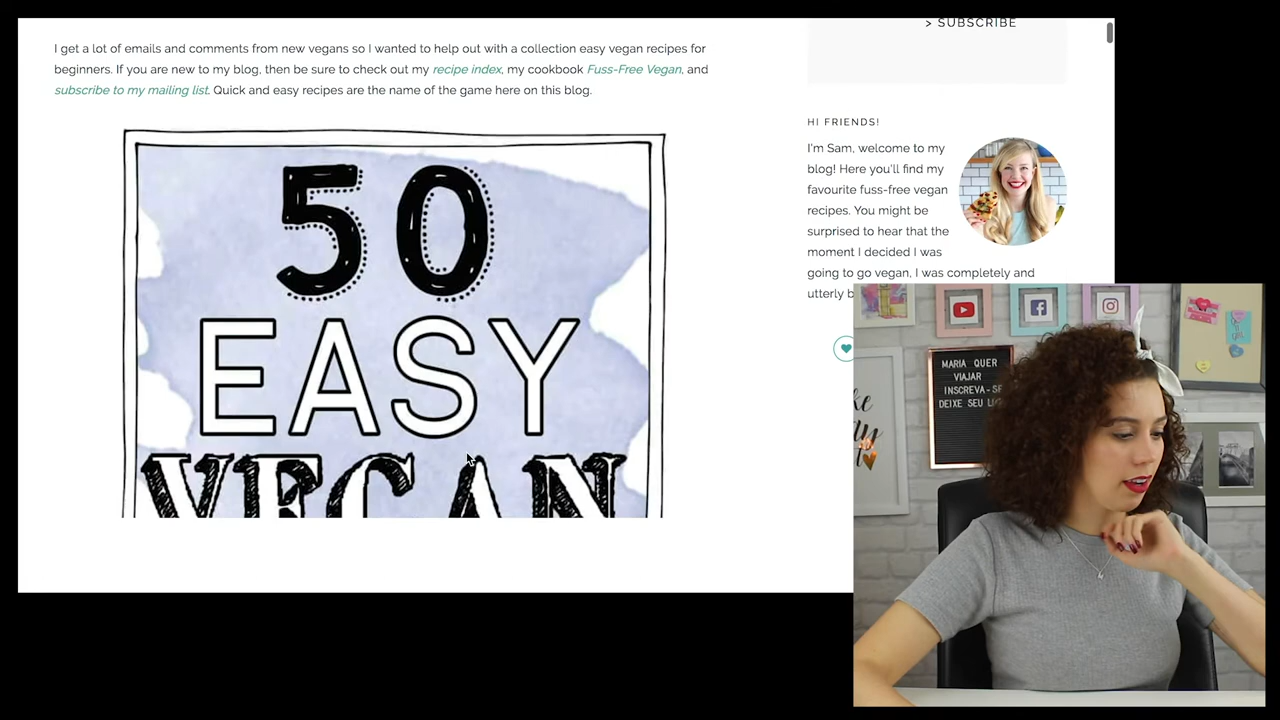 I get a lot of emails and comments from new vegans so I wanted to help out with a collection easy vegan recipes for
beginners. If you are new to my blog, then be sure to check out my recipe index, my cookbook Fuss-Free Vegan, and
subscribe to my mailing list. Quick and easy recipes are the name of the game here on this blog.
50
EASY
VEGAN
> SUBSCRIBE
HI FRIENDS!
I'm Sam, welcome to my
blog! Here you'll find my
favourite fuss-free vegan
recipes. You might be
surprised to hear that the
moment I decided I was
going to go vegan, I was completely and
utterly
MARIA QUER
VIAJAR
INSCREVA-SE
DEIXE SEU